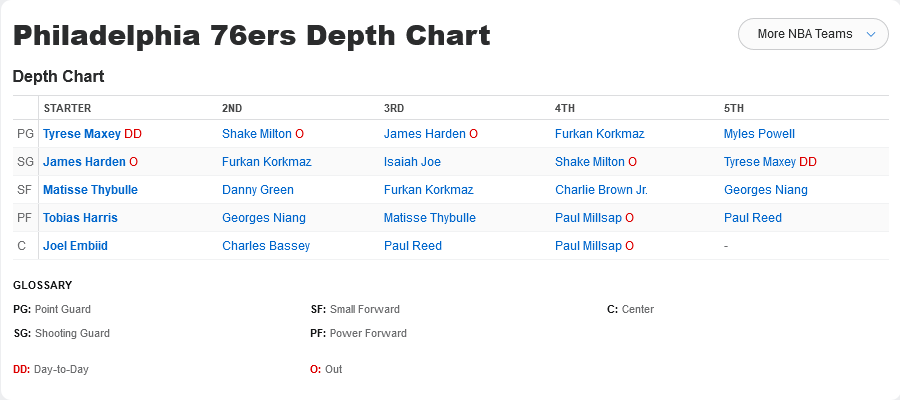 Philadelphia 76ers Depth Chart
More NBA Teams
Depth Chart
STARTER 2ND 3RD 4TH 5TH
PG Tyrese Maxey DD Shake Milton O James Harden O Furkan Korkmaz Myles Powell
SG James Harden O Furkan Korkmaz Isaiah Joe Shake Milton O Tyrese Maxey DD
SF Matisse Thybulle Danny Green Furkan Korkmaz Charlie Brown Jr. Georges Niang
PF Tobias Harris Georges Niang Matisse Thybulle Paul Millsap O Paul Reed
C Joel Embiid Charles Bassey Paul Reed Paul Millsap O -
GLOSSARY
PG: Point Guard SF: Small Forward C: Center
SG: Shooting Guard PF: Power Forward
DD: Day-to-Day O: Out